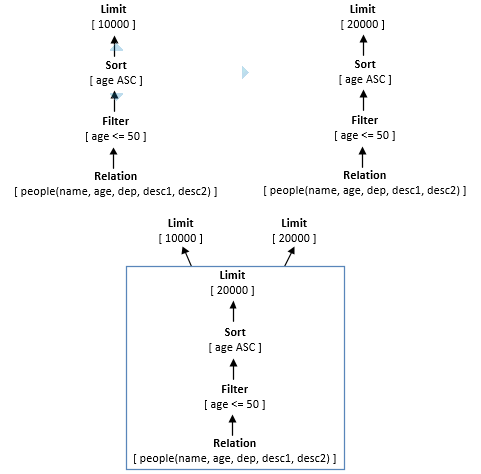 Limit
[ 10000 ]
Sort
[ age ASC ]
Filter
[ age <= 50 ]
Relation
[ people(name, age, dep, desc1, desc2) ]
Limit
[ 20000 ]
Sort
[ age ASC ]
Filter
[ age <= 50 ]
Relation
[ people(name, age, dep, desc1, desc2) ]
Limit
[ 10000 ]
Limit
[ 20000 ]
Limit
[ 20000 ]
Sort
[ age ASC ]
Filter
[ age <= 50 ]
Relation
[ people(name, age, dep, desc1, desc2) ]